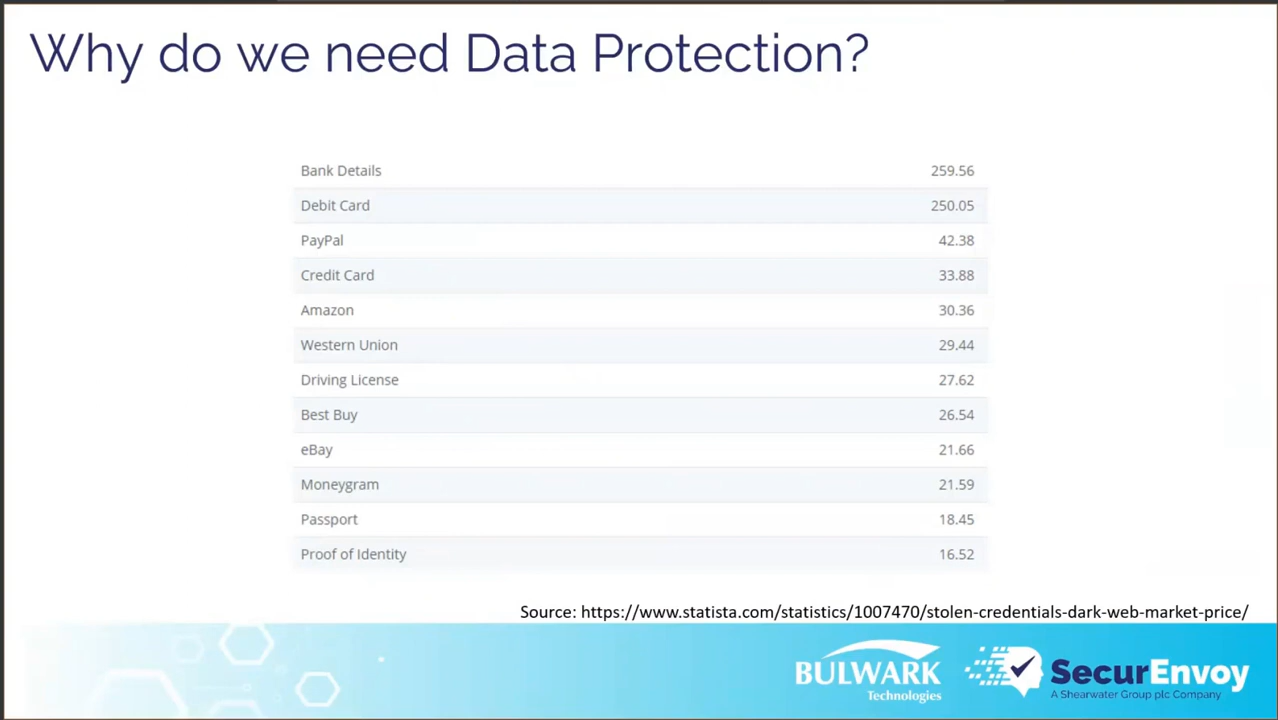 Why do we need Data Protection?
Bank Details 259.56
Debit Card 250.05
PayPal 42.38
Credit Card 33.88
Amazon 30.36
Western Union 29.44
Driving License 27.62
Best Buy 26.54
eBay 21.66
Moneygram 21.59
Passport 18.45
Proof of Identity 16.52
Source: https://www.statista.com/statistics/1007470/stolen-credentials-dark-web-market-price/
BULWARK
Technologies
SecurEnvoy
A Shearwater Group plc Company